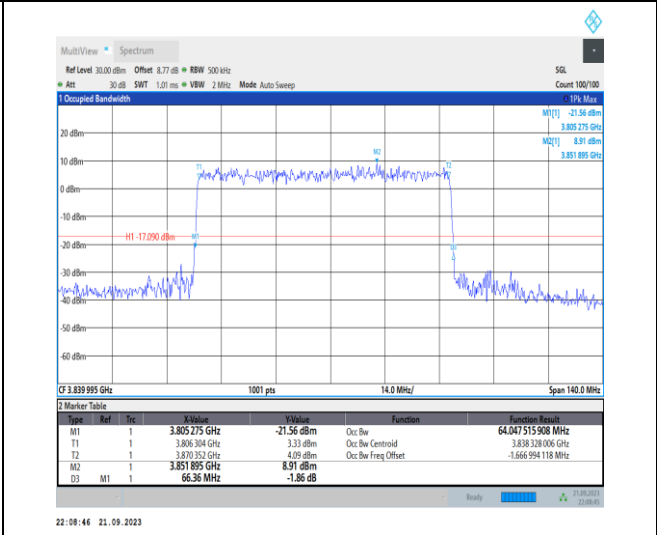 MultiView Spectrum
Ref Level 30.00 dBm Offset 8.77 dB RBW 500 kHz SGL
Att 30 dB SWT 1.01 ms VBW 2 MHz Mode Auto Sweep Count 100/100
1 Occupied Bandwidth 1Pk Max
M1[1] -21.56 dBm
3.805 275 GHz
M2[1] 8.91 dBm
3.851 895 GHz
20 dBm
M2
10 dBm
T1 T2
0 dBm
-10 dBm
H1 -17.090 dBm M1
-20 dBm
-30 dBm
-40 dBm
-50 dBm
-60 dBm
CF 3.839 995 GHz 1001 pts 14.0 MHz/ Span 140.0 MHz
2 Marker Table
Type Ref Trc X-Value Y-Value Function Function Result
M1 1 3.805 275 GHz -21.56 dBm Occ Bw 64.047 515 908 MHz
T1 1 3.806 304 GHz 3.33 dBm Occ Bw Centroid 3.838 328 006 GHz
T2 1 3.870 352 GHz 4.09 dBm Occ Bw Freq Offset -1.666 994 118 MHz
M2 1 3.851 895 GHz 8.91 dBm
D3 M1 1 66.36 MHz -1.86 dB
Ready 21.09.2023
22:08:45
22:08:46 21.09.2023